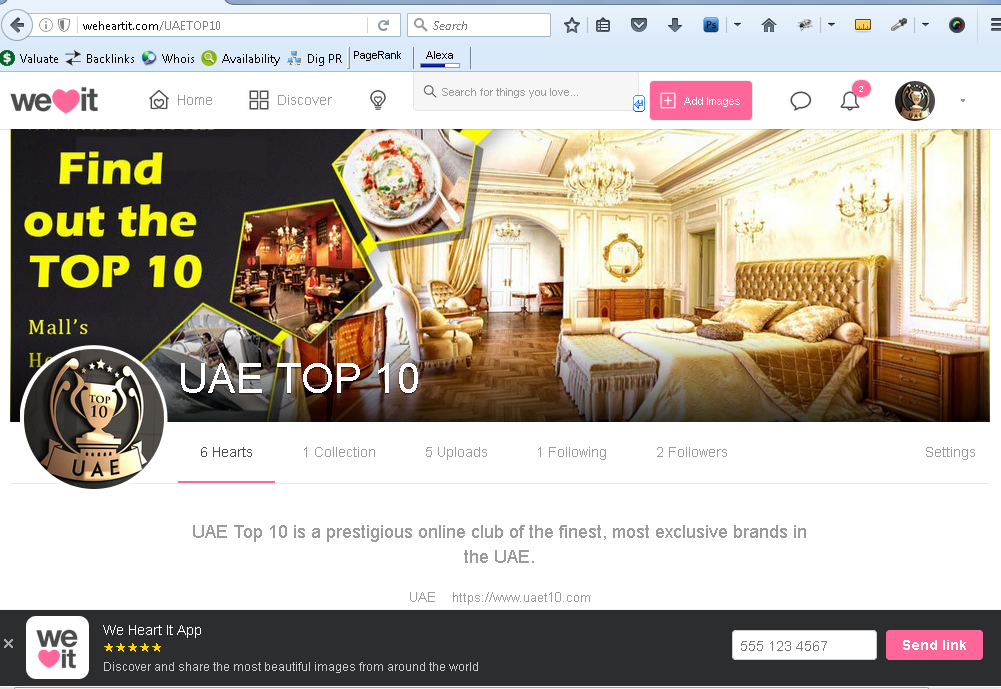 weheartit.com/UAETOP10
Search
Valuate Backlinks Whois Availability Dig PR PageRank Alexa
we it
Home
Discover
Search for things you love...
Add Images
2
Find
out the
TOP 10
Mall's
UAE TOP 10
TOP
10
UAE
6 Hearts
1 Collection
5 Uploads
1 Following
2 Followers
Settings
UAE Top 10 is a prestigious online club of the finest, most exclusive brands in
the UAE.
UAE https://www.uaet10.com
we
it
We Heart It App
Discover and share the most beautiful images from around the world
555 123 4567
Send link